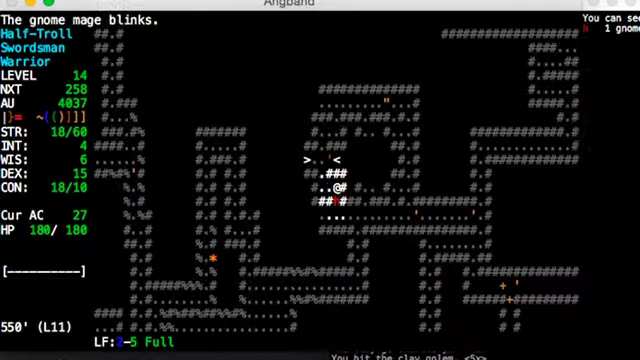 Angband
The gnome mage blinks.
You can see
h 1 gnome
Half-Troll
Swordsman
Warrior
LEVEL 14
NXT 258
AU 4037
|}= ~(()]]]
STR: 18/60
INT: 4
WIS: 6
DEX: 15
CON: 18/10
Cur AC 27
HP 180/ 180
[----------]
550' (L11)
LF:2-5 Full
You hit the clay golem. <5x>